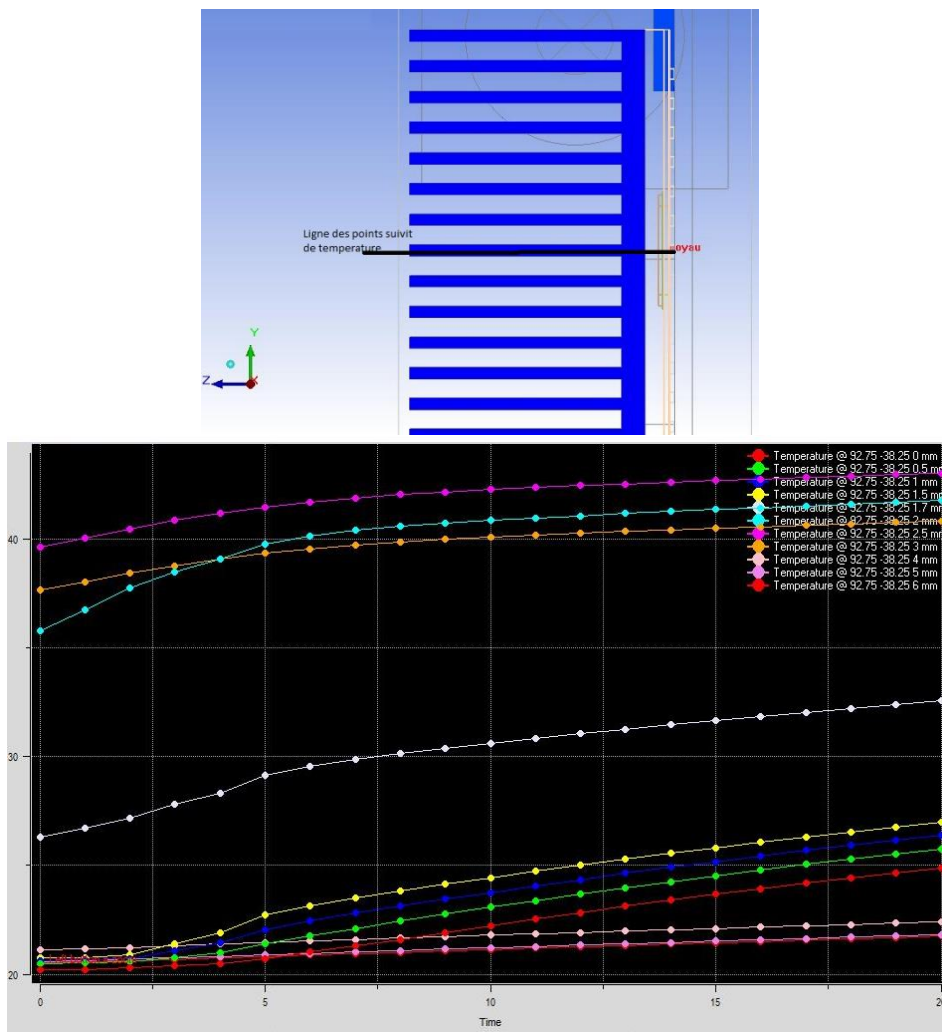 Ligne des points suivit
de temperature
oyau
Y
Z
X
Temperature @ 92.75 -38.25 0 mm
Temperature @ 92.75 -38.25 0.5 mm
Temperature @ 92.75 -38.25 1 mm
Temperature @ 92.75 -38.25 1.5 mm
Temperature @ 92.75 -38.25 1.7 mm
Temperature @ 92.75 -38.25 2 mm
Temperature @ 92.75 -38.25 2.5 mm
Temperature @ 92.75 -38.25 3 mm
Temperature @ 92.75 -38.25 4 mm
Temperature @ 92.75 -38.25 5 mm
Temperature @ 92.75 -38.25 6 mm
40
30
20
0
5
10
15
20
Time